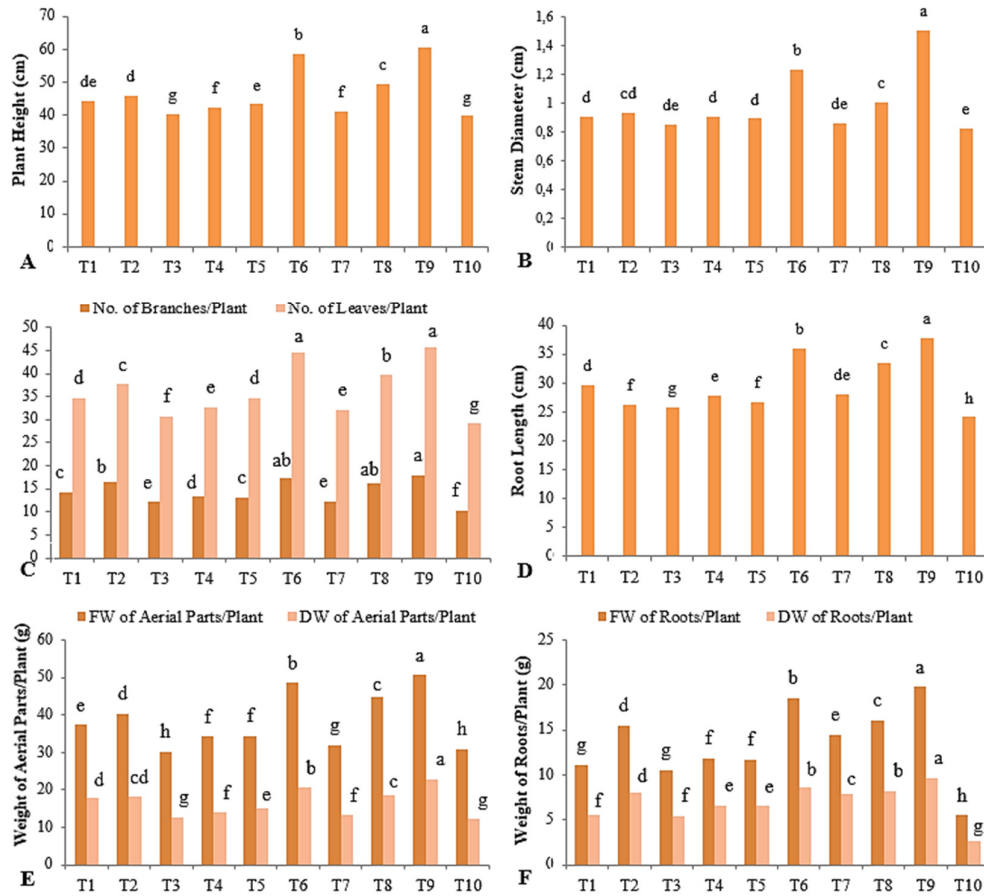 70
60
50
40
30
20
10
0
Plant Height (cm)
de d g f e b f c a g
T1 T2 T3 T4 T5 T6 T7 T8 T9 T10
A
1,6
1,4
1,2
1
0,8
0,6
0,4
0,2
0
Stem Diameter (cm)
d cd de d d b de c a e
T1 T2 T3 T4 T5 T6 T7 T8 T9 T10
B
No. of Branches/Plant No. of Leaves/Plant
50
45
40
35
30
25
20
15
10
5
0
d c f e d a e b a g
c b e d c ab e ab a f
T1 T2 T3 T4 T5 T6 T7 T8 T9 T10
C
40
35
30
25
20
15
10
5
0
Root Length (cm)
d f g e f b de c a h
T1 T2 T3 T4 T5 T6 T7 T8 T9 T10
D
FW of Aerial Parts/Plant DW of Aerial Parts/Plant
60
50
40
30
20
10
0
Weight of Aerial Parts/Plant (g)
e d h f f b g c a h
d cd g f e b f c a g
T1 T2 T3 T4 T5 T6 T7 T8 T9 T10
E
FW of Roots/Plant DW of Roots/Plant
25
20
15
10
5
0
Weight of Roots/Plant (g)
g d g f f b e c a h
f d f e e b c b a g
T1 T2 T3 T4 T5 T6 T7 T8 T9 T10
F